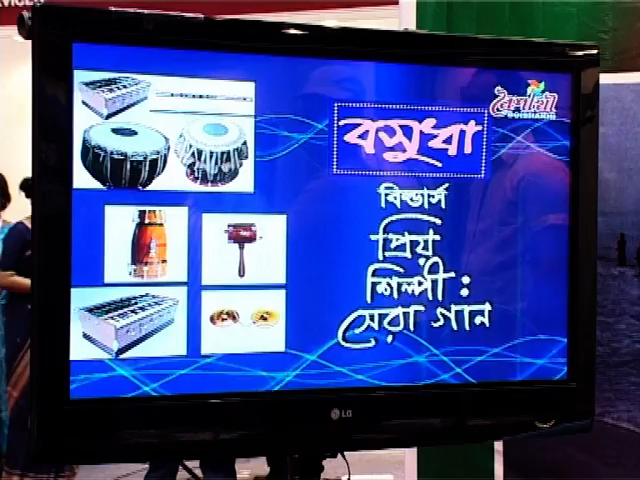 বৈশাখী
BOISHAKHI
বসুধা
বিল্ডার্স
প্রিয়
শিল্পী :
সেরা গান
LG